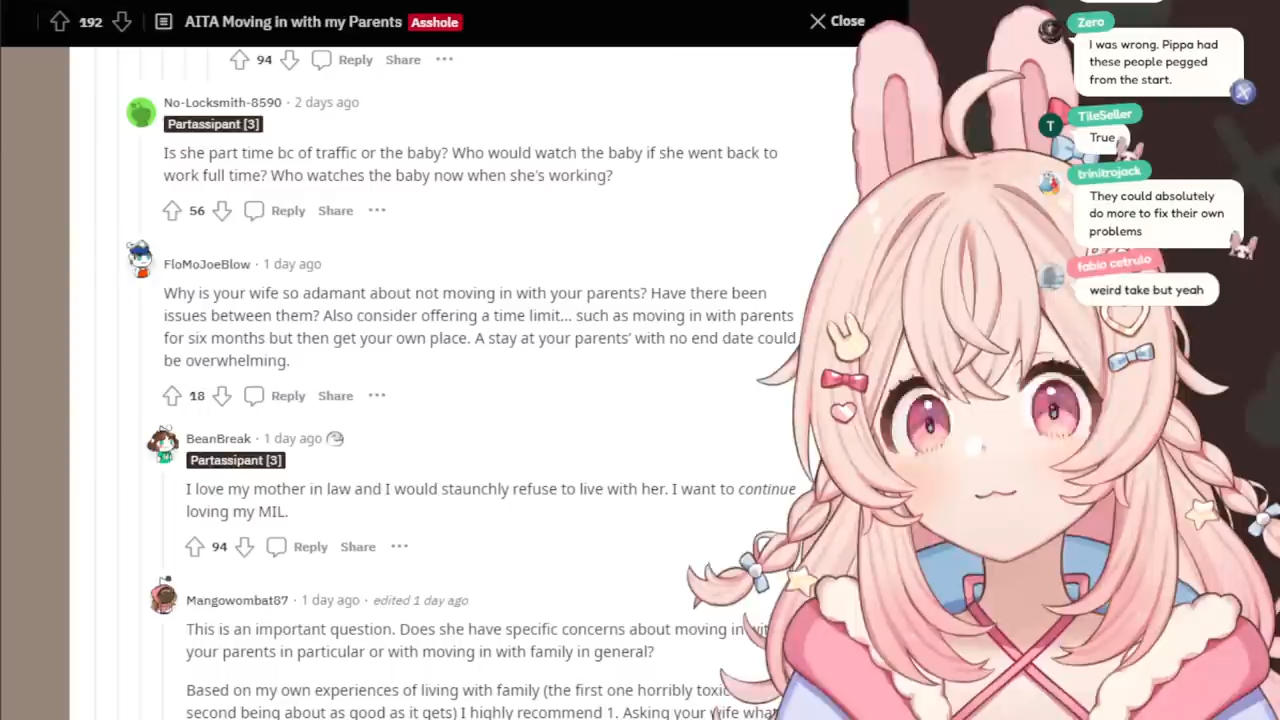 192 AITA Moving in with my Parents Asshole
Close
94 Reply Share
No-Locksmith-8590 · 2 days ago
Partassipant [3]
Is she part time bc of traffic or the baby? Who would watch the baby if she went back to
work full time? Who watches the baby now when she's working?
56 Reply Share
FloMoJoeBlow · 1 day ago
Why is your wife so adamant about not moving in with your parents? Have there been
issues between them? Also consider offering a time limit... such as moving in with parents
for six months but then get your own place. A stay at your parents' with no end date could
be overwhelming.
18 Reply Share
BeanBreak · 1 day ago
Partassipant [3]
I love my mother in law and I would staunchly refuse to live with her. I want to continue
loving my MIL.
94 Reply Share
Mangowombat87 · 1 day ago · edited 1 day ago
This is an important question. Does she have specific concerns about moving in
your parents in particular or with moving in with family in general?
Based on my own experiences of living with family (the first one horribly
second being about as good as it gets) I highly recommend 1. Asking your wife
Zero
I was wrong. Pippa had
these people pegged
from the start.
T
TileSeller
True
trinitrojack
They could absolutely
do more to fix their own
problems
fabio cetrulo
weird take but yeah